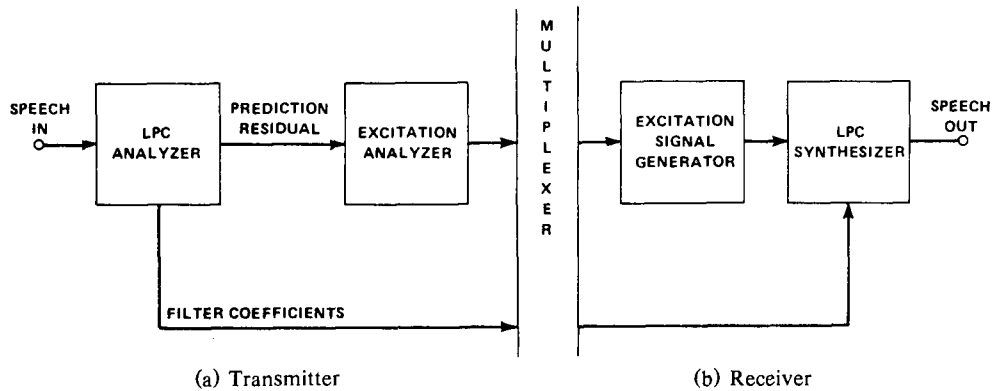 SPEECH
IN
LPC
ANALYZER
PREDICTION
RESIDUAL
EXCITATION
ANALYZER
MULTIPLEXER
EXCITATION
SIGNAL
GENERATOR
LPC
SYNTHESIZER
SPEECH
OUT
FILTER COEFFICIENTS
(a) Transmitter
(b) Receiver